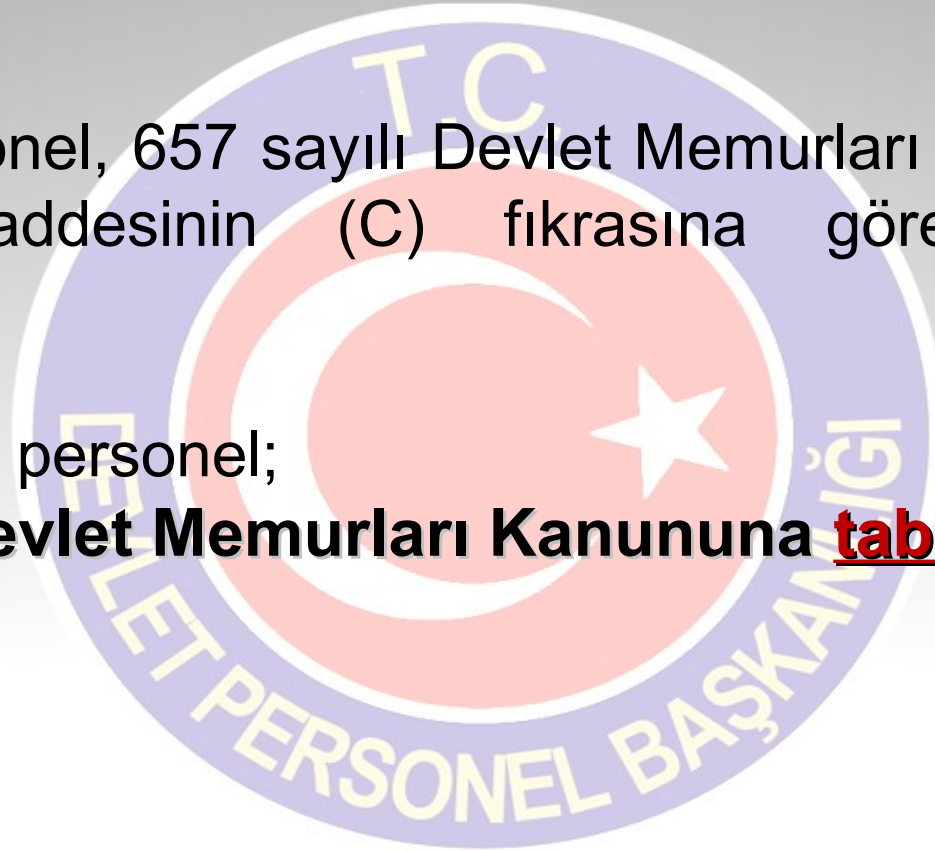 T.C.
onel, 657 sayılı Devlet Memurları
addesinin (C) fıkrasına göre
personel;
evlet Memurları Kanununa tab
DEVLET PERSONEL BAŞKANLIĞI